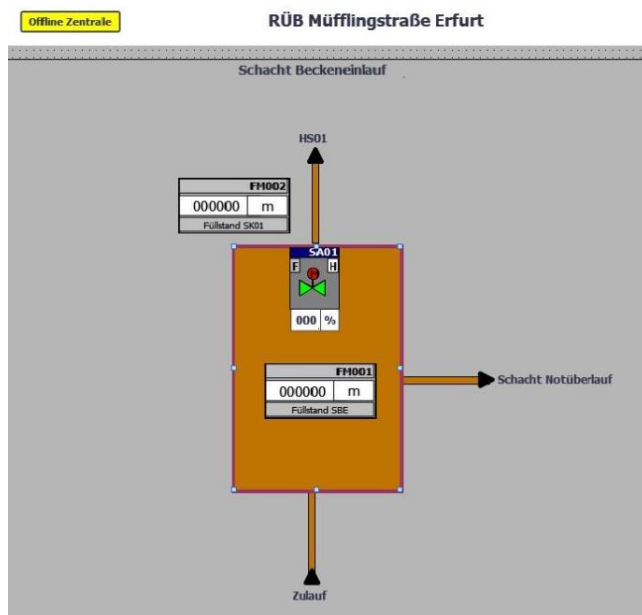 Offline Zentrale
RÜB Müfflingstraße Erfurt
Schacht Beckeneinlauf
HS01
FM002
000000 m
Füllstand SK01
SA01
F H
M
000 %
FM001
000000 m
Füllstand SBE
Schacht Notüberlauf
Zulauf